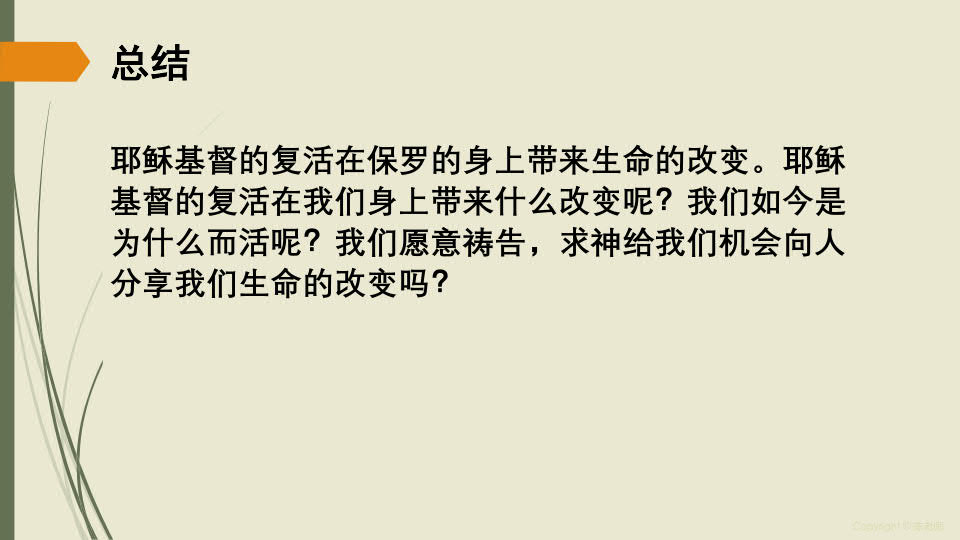 总结
耶稣基督的复活在保罗的身上带来生命的改变。耶稣
基督的复活在我们身上带来什么改变呢？我们如今是
为什么而活呢？我们愿意祷告，求神给我们机会向人
分享我们生命的改变吗？